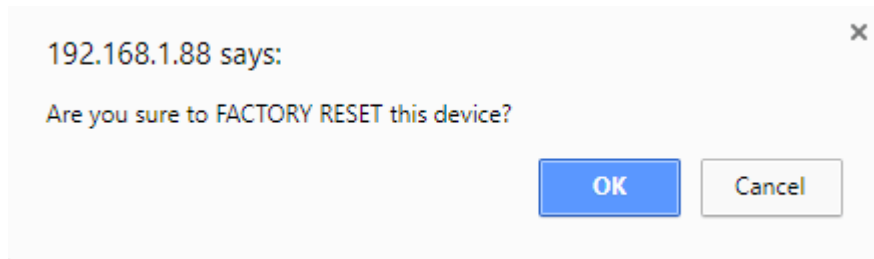 192.168.1.88 says:
Are you sure to FACTORY RESET this device?
OK Cancel